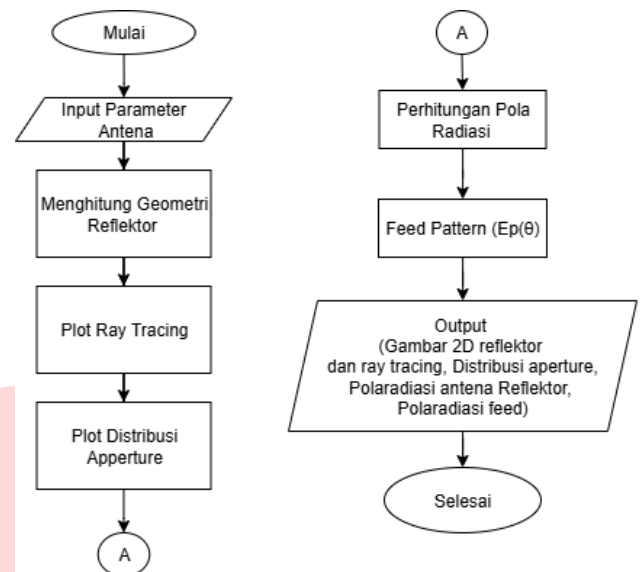 Mulai
Input Parameter
Antena
Menghitung Geometri
Reflektor
Plot Ray Tracing
Plot Distribusi
Apperture
A
A
Perhitungan Pola
Radiasi
Feed Pattern (Ep(θ)
Output
(Gambar 2D reflektor
dan ray tracing, Distribusi aperture,
Polaradiasi antena Reflektor,
Polaradiasi feed)
Selesai